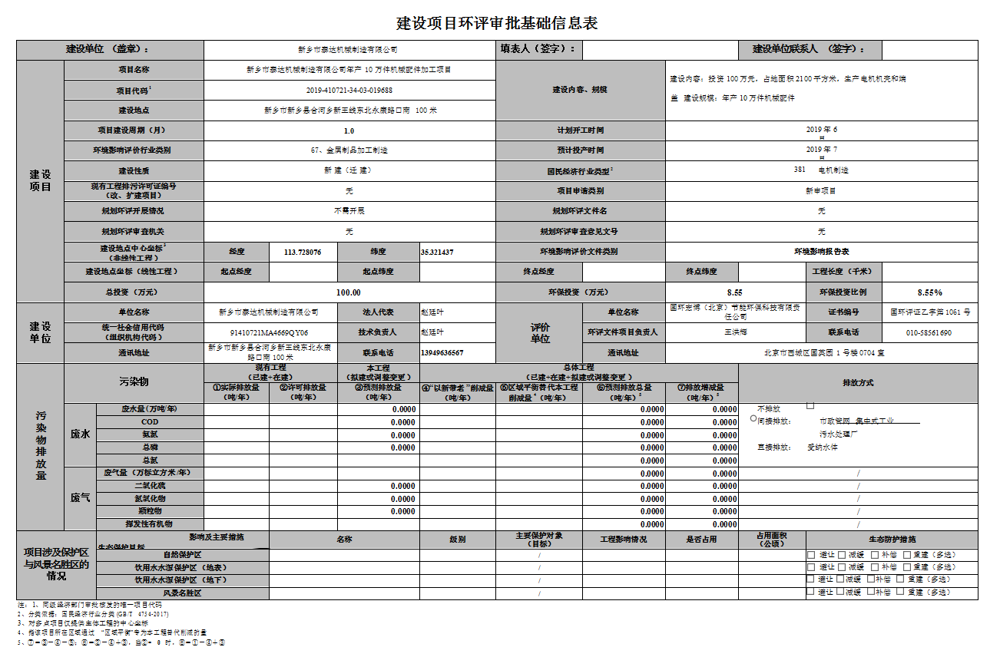 建设项目环评审批基础信息表
建设单位（盖章）： 新乡市泰达机械制造有限公司 填表人（签字）： 建设单位联系人（签字）：
建设项目
项目名称 新乡市泰达机械制造有限公司年产 10 万件机械配件加工项目
项目代码1 2019-410721-34-03-019688
建设地点 新乡市新乡县合河乡新王线东北永康路口南 100 米
建设内容、规模
建设内容：投资 100 万元，占地面积 2100 平方米，生产电机机壳和端
盖 建设规模：年产 10 万件机械配件
项目建设周期（月） 1.0 计划开工时间 2019 年 6 月
环境影响评价行业类别 67、金属制品加工制造 预计投产时间 2019 年 7 月
建设性质 新 建（迁 建） 国民经济行业类型2 381 电机制造
现有工程排污许可证编号
（改、扩建项目） 无 项目申请类别 新申项目
规划环评开展情况 不需开展 规划环评文件名 无
规划环评审查机关 无 规划环评审查意见文号 无
建设地点中心坐标3
（非线性工程） 经度 113.728076 纬度 35.321437 环境影响评价文件类别 环境影响报告表
建设地点坐标（线性工程） 起点经度 起点纬度 终点经度 终点纬度 工程长度（千米）
总投资（万元） 100.00 环保投资（万元） 8.55 环保投资比例 8.55%
建设单位
单位名称 新乡市泰达机械制造有限公司 法人代表 赵廷叶
评价单位
单位名称 国环宏博（北京）节能环保科技有限责任公司 证书编号 国环评证乙字第 1061 号
统一社会信用代码
（组织机构代码） 91410721MA4669QY06 技术负责人 赵廷叶 环评文件项目负责人 王洪辉 联系电话 010-58561690
通讯地址 新乡市新乡县合河乡新王线东北永康
路口南 100 米 联系电话 13949636567 通讯地址 北京市西城区国英园 1 号楼 0704 室
污染物排放量
污染物
现有工程
（已建+在建） 本工程
（拟建或调整变更） 总体工程
（已建+在建+拟建或调整变更） 排放方式
①实际排放量
（吨/年） ②许可排放量
（吨/年） ③预测排放量
（吨/年） ④“以新带老”削减量
（吨/年） ⑤区域平衡替代本工程
削减量4（吨/年） ⑥预测排放总量
（吨/年）5 ⑦排放增减量
（吨/年）5
废水
废水量(万吨/年) 0.0000 0.0000 0.0000
COD 0.0000 0.0000 0.0000
氨氮 0.0000 0.0000 0.0000
总磷 0.0000 0.0000 0.0000
总氮 0.0000 0.0000
不排放
间接排放： 市政管网 集中式工业
污水处理厂
直接排放： 受纳水体
废气
废气量（万标立方米/年） 0.0000 0.0000 /
二氧化硫 0.0000 0.0000 0.0000 /
氮氧化物 0.0000 0.0000 0.0000 /
颗粒物 0.0000 0.0000 0.0000 /
挥发性有机物 0.0000 0.0000 /
项目涉及保护区与风景名胜区的情况
影响及主要措施
生态保护目标 名称 级别 主要保护对象
（目标） 工程影响情况 是否占用 占用面积
（公顷） 生态防护措施
自然保护区 / 避让 减缓 补偿 重建（多选）
饮用水水源保护区（地表） / 避让 减缓 补偿 重建（多选）
饮用水水源保护区（地下） / 避让 减缓 补偿 重建（多选）
风景名胜区 / 避让 减缓 补偿 重建（多选）
注：1、同级经济部门审批核发的唯一项目代码
2、分类依据：国民经济行业分类 (GB/T 4754-2017)
3、对多点项目仅提供主体工程的中心坐标
4、指该项目所在区域通过 “区域平衡”专为本工程替代削减的量
5、⑦＝③－④－⑤；⑥＝②－④＋③，当②＝ 0 时，⑥＝①－④＋③